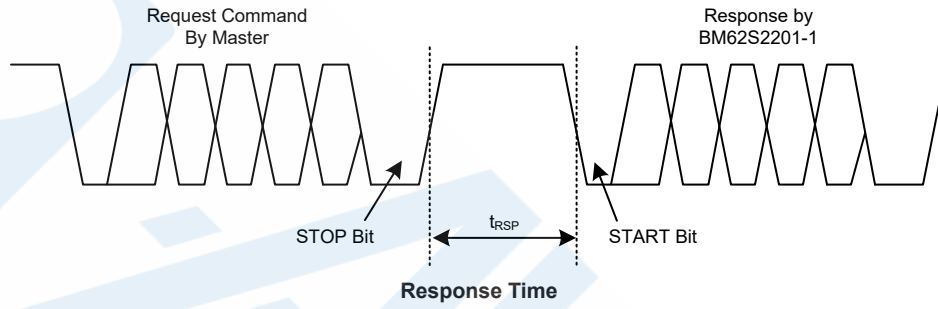 Request Command
By Master
Response by
BM62S2201-1
STOP Bit
tRSP
START Bit
Response Time